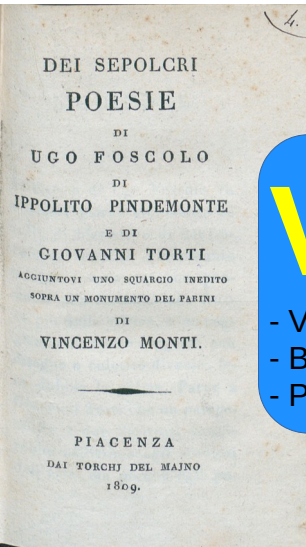 4.
DEI SEPOLCRI
POESIE
DI
UGO FOSCOLO
DI
IPPOLITO PINDEMONTE
E DI
GIOVANNI TORTI
AGGIUNTOVI UNO SQUARCIO INEDITO
SOPRA UN MONUMENTO DEL PARINI
DI
VINCENZO MONTI.
PIACENZA
DAI TORCHJ DEL MAJNO
1809.
V
- V
- B
- P